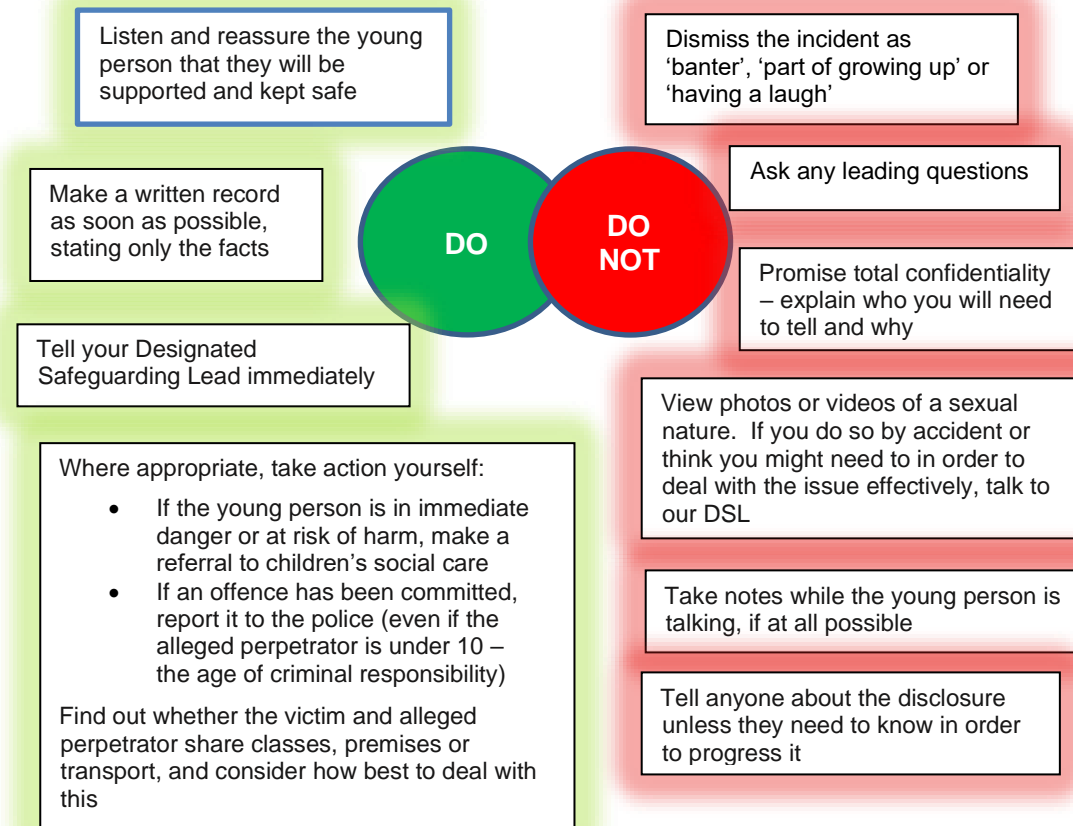 Listen and reassure the young
person that they will be
supported and kept safe
Make a written record
as soon as possible,
stating only the facts
Tell your Designated
Safeguarding Lead immediately
Where appropriate, take action yourself:
• If the young person is in immediate
danger or at risk of harm, make a
referral to children’s social care
• If an offence has been committed,
report it to the police (even if the
alleged perpetrator is under 10 –
the age of criminal responsibility)
Find out whether the victim and alleged
perpetrator share classes, premises or
transport, and consider how best to deal with
this
DO
DO
NOT
Dismiss the incident as
‘banter’, ‘part of growing up’ or
‘having a laugh’
Ask any leading questions
Promise total confidentiality
– explain who you will need
to tell and why
View photos or videos of a sexual
nature.  If you do so by accident or
think you might need to in order to
deal with the issue effectively, talk to
our DSL
Take notes while the young person is
talking, if at all possible
Tell anyone about the disclosure
unless they need to know in order
to progress it